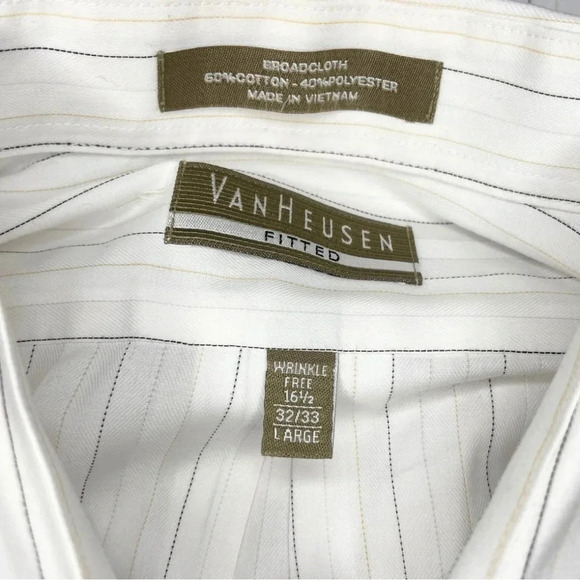 BROADCLOTH
60%COTTON - 40%POLYESTER
MADE IN VIETNAM
VANHEUSEN
FITTED
WRINKLE
FREE
16½
32/33
LARGE